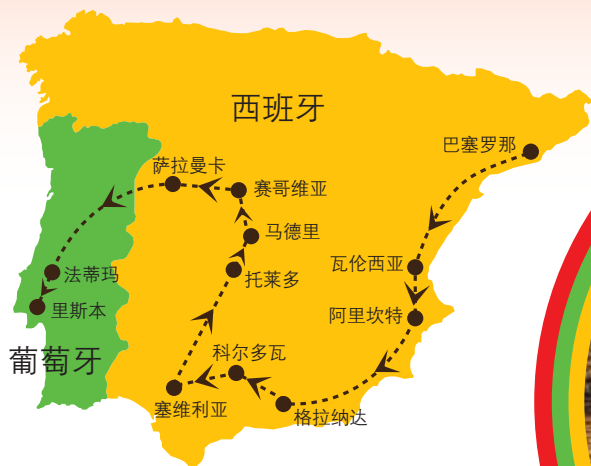 西班牙
巴塞罗那
萨拉曼卡
赛哥维亚
马德里
瓦伦西亚
法蒂玛
托莱多
里斯本
阿里坎特
葡萄牙
科尔多瓦
塞维利亚
格拉纳达